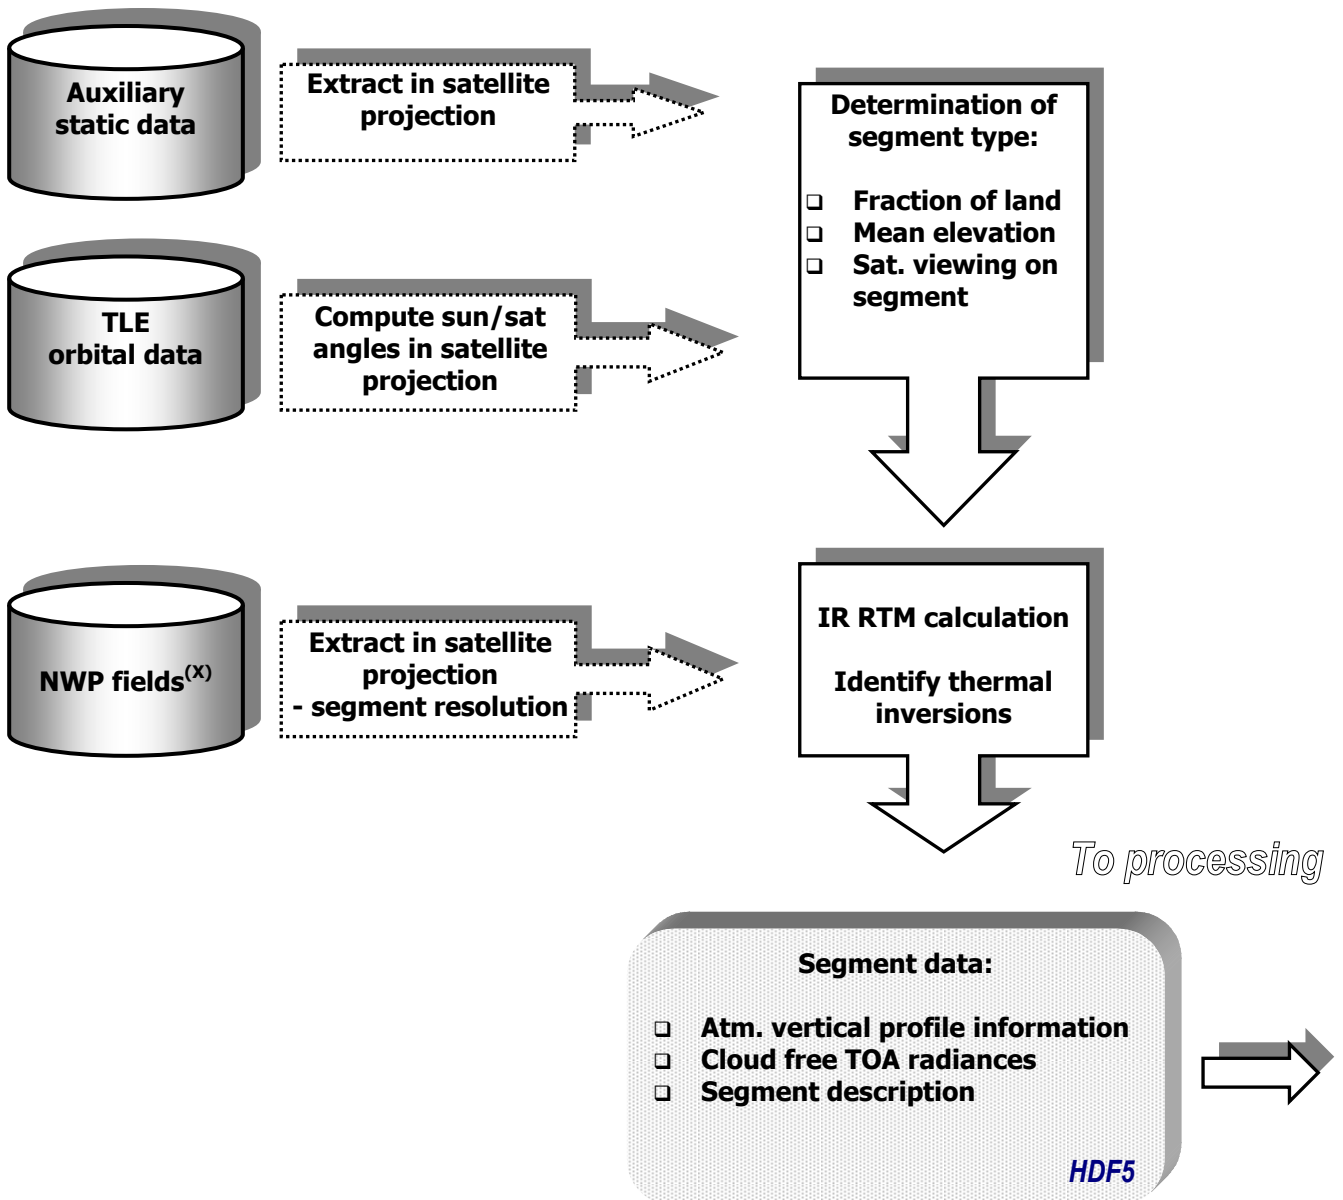 Auxiliary
static data
Extract in satellite
projection
Determination of
segment type:
❑ Fraction of land
❑ Mean elevation
❑ Sat. viewing on
segment
TLE
orbital data
Compute sun/sat
angles in satellite
projection
NWP fields(X)
Extract in satellite
projection
- segment resolution
IR RTM calculation
Identify thermal
inversions
To processing
Segment data:
❑ Atm. vertical profile information
❑ Cloud free TOA radiances
❑ Segment description
HDF5